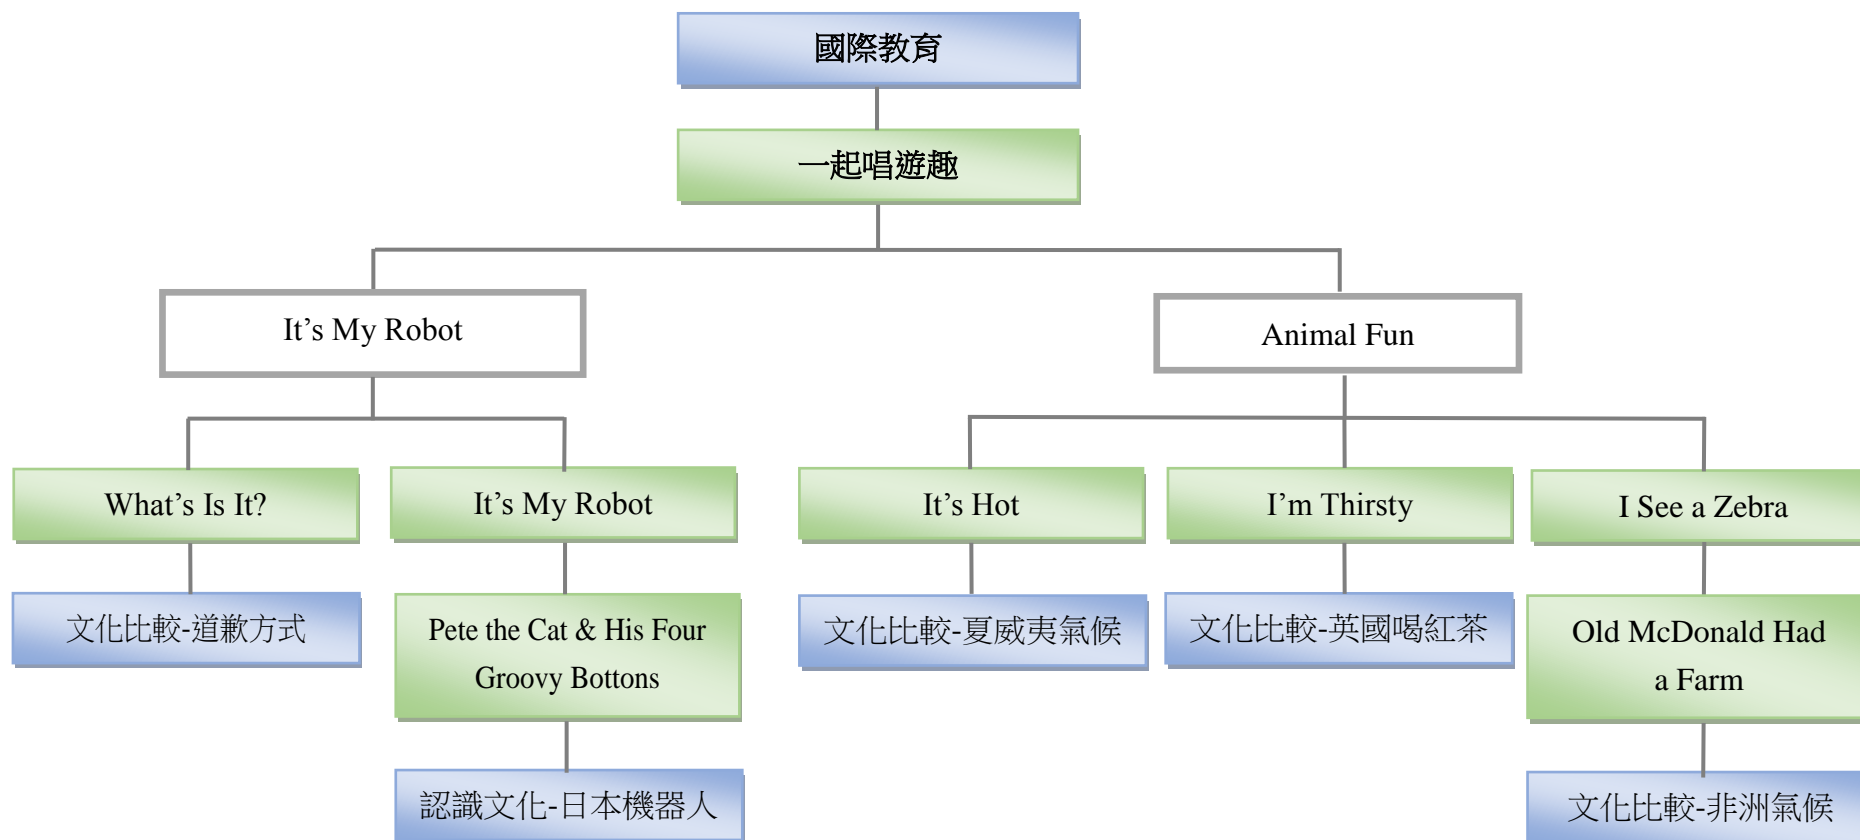 國際教育
一起唱遊趣
It’s My Robot
Animal Fun
What’s Is It?
It’s My Robot
It’s Hot
I’m Thirsty
I See a Zebra
文化比較-道歉方式
Pete the Cat & His Four
Groovy Bottons
文化比較-夏威夷氣候
文化比較-英國喝紅茶
Old McDonald Had
a Farm
認識文化-日本機器人
文化比較-非洲氣候